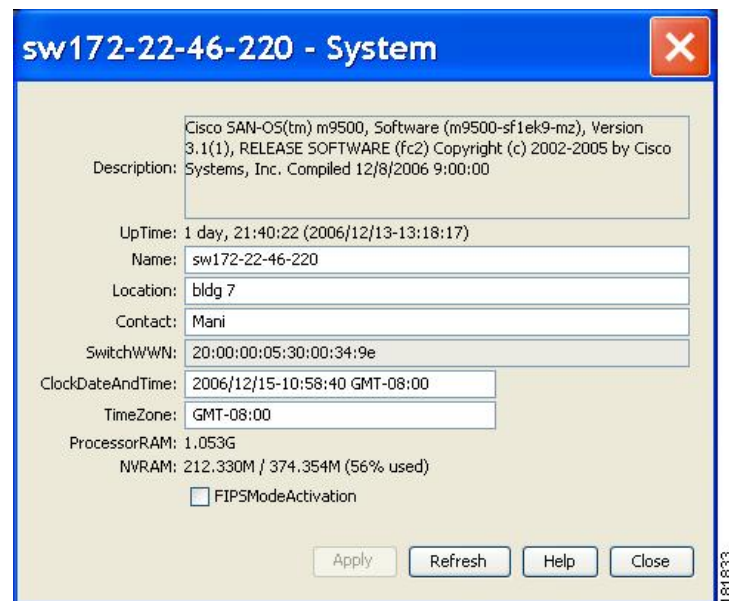 sw172-22-46-220 - System
Description:
Cisco SAN-OS(tm) m9500, Software (m9500-sf1ek9-mz), Version
3.1(1), RELEASE SOFTWARE (fc2) Copyright (c) 2002-2005 by Cisco
Systems, Inc. Compiled 12/8/2006 9:00:00
UpTime: 1 day, 21:40:22 (2006/12/13-13:18:17)
Name: sw172-22-46-220
Location: bldg 7
Contact: Mani
SwitchWWN: 20:00:00:05:30:00:34:9e
ClockDateAndTime: 2006/12/15-10:58:40 GMT-08:00
TimeZone: GMT-08:00
ProcessorRAM: 1.053G
NVRAM: 212.330M / 374.354M (56% used)
FIPSModeActivation
Apply Refresh Help Close
181833